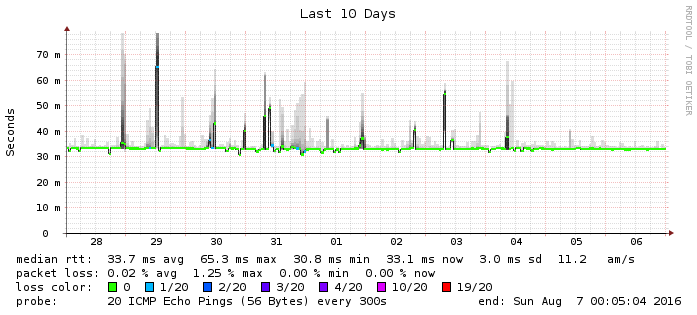 Last 10 Days
RRDTOOL / TOBI OETIKER
Seconds
70 m
60 m
50 m
40 m
30 m
20 m
10 m
0
28 29 30 31 01 02 03 04 05 06
median rtt: 33.7 ms avg 65.3 ms max 30.8 ms min 33.1 ms now 3.0 ms sd 11.2 am/s
packet loss: 0.02 % avg 1.25 % max 0.00 % min 0.00 % now
loss color: 0 1/20 2/20 3/20 4/20 10/20 19/20
probe: 20 ICMP Echo Pings (56 Bytes) every 300s end: Sun Aug 7 00:05:04 2016